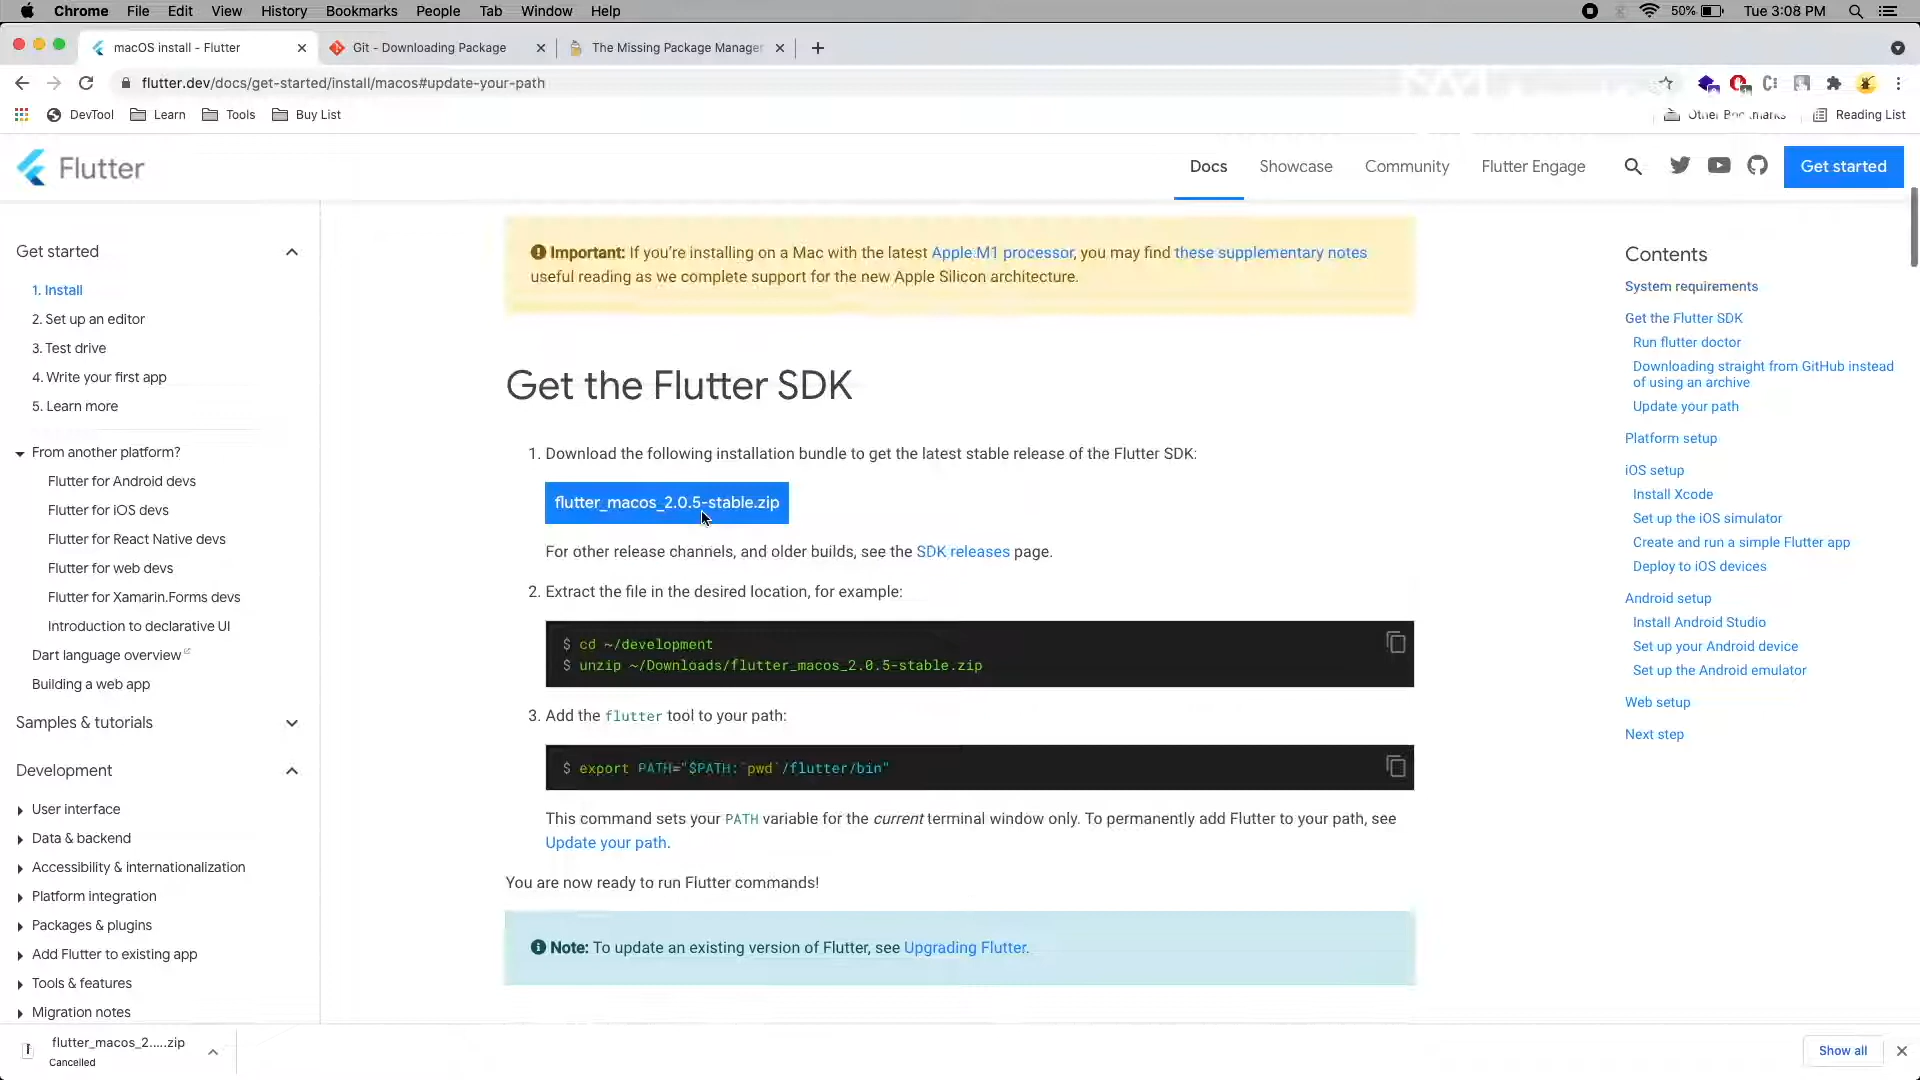 Chrome File Edit View History Bookmarks People Tab Window Help
50% Tue 3:08 PM
macOS install - Flutter
Git - Downloading Package
The Missing Package Manager
flutter.dev/docs/get-started/install/macos#update-your-path
DevTool Learn Tools Buy List
Reading List
Flutter
Docs Showcase Community Flutter Engage
Get started
Get started
1. Install
2. Set up an editor
3. Test drive
4. Write your first app
5. Learn more
From another platform?
Flutter for Android devs
Flutter for iOS devs
Flutter for React Native devs
Flutter for web devs
Flutter for Xamarin.Forms devs
Introduction to declarative UI
Dart language overview
Building a web app
Samples & tutorials
Development
User interface
Data & backend
Accessibility & internationalization
Platform integration
Packages & plugins
Add Flutter to existing app
Tools & features
Migration notes
Important: If you’re installing on a Mac with the latest Apple M1 processor, you may find these supplementary notes
useful reading as we complete support for the new Apple Silicon architecture.
Get the Flutter SDK
1. Download the following installation bundle to get the latest stable release of the Flutter SDK:
flutter_macos_2.0.5-stable.zip
For other release channels, and older builds, see the SDK releases page.
2. Extract the file in the desired location, for example:
$ cd ~/development
$ unzip ~/Downloads/flutter_macos_2.0.5-stable.zip
3. Add the flutter tool to your path:
$ export PATH="$PATH:`pwd`/flutter/bin"
This command sets your PATH variable for the current terminal window only. To permanently add Flutter to your path, see
Update your path.
You are now ready to run Flutter commands!
Note: To update an existing version of Flutter, see Upgrading Flutter.
Contents
System requirements
Get the Flutter SDK
Run flutter doctor
Downloading straight from GitHub instead
of using an archive
Update your path
Platform setup
iOS setup
Install Xcode
Set up the iOS simulator
Create and run a simple Flutter app
Deploy to iOS devices
Android setup
Install Android Studio
Set up your Android device
Set up the Android emulator
Web setup
Next step
flutter_macos_2.....zip
Cancelled
Show all